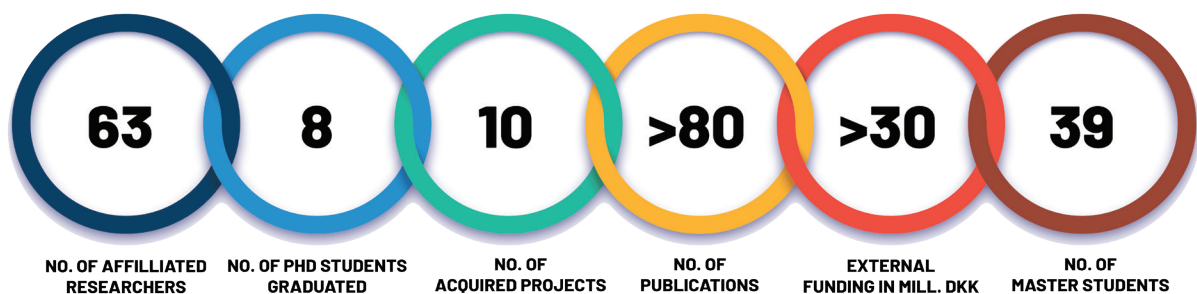 63
8
10
>80
>30
39
NO. OF AFFILLIATED
RESEARCHERS
NO. OF PHD STUDENTS
GRADUATED
NO. OF
ACQUIRED PROJECTS
NO. OF
PUBLICATIONS
EXTERNAL
FUNDING IN MILL. DKK
NO. OF
MASTER STUDENTS